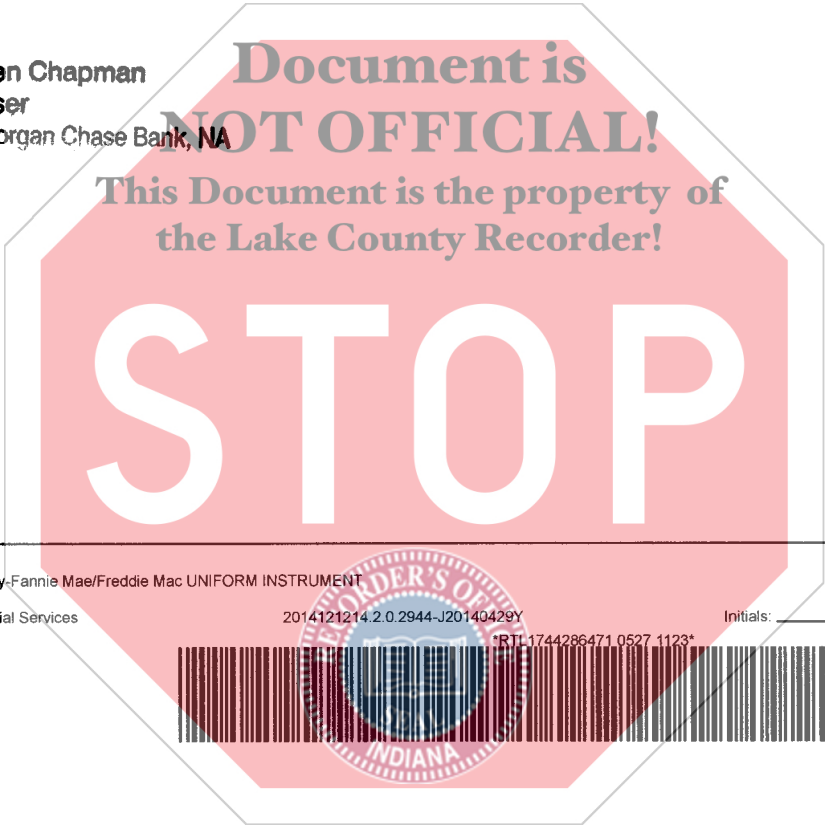 Document is
NOT OFFICIAL!
This Document is the property of
the Lake County Recorder!
en Chapman
ser
organ Chase Bank, NA
STOP
y-Fannie Mae/Freddie Mac UNIFORM INSTRUMENT
ial Services 2014121214.2.0.2944-J20140429Y Initials:
*RTL1744286471 0527 1123*
RECORDER'S OFFICE
SEAL
INDIANA